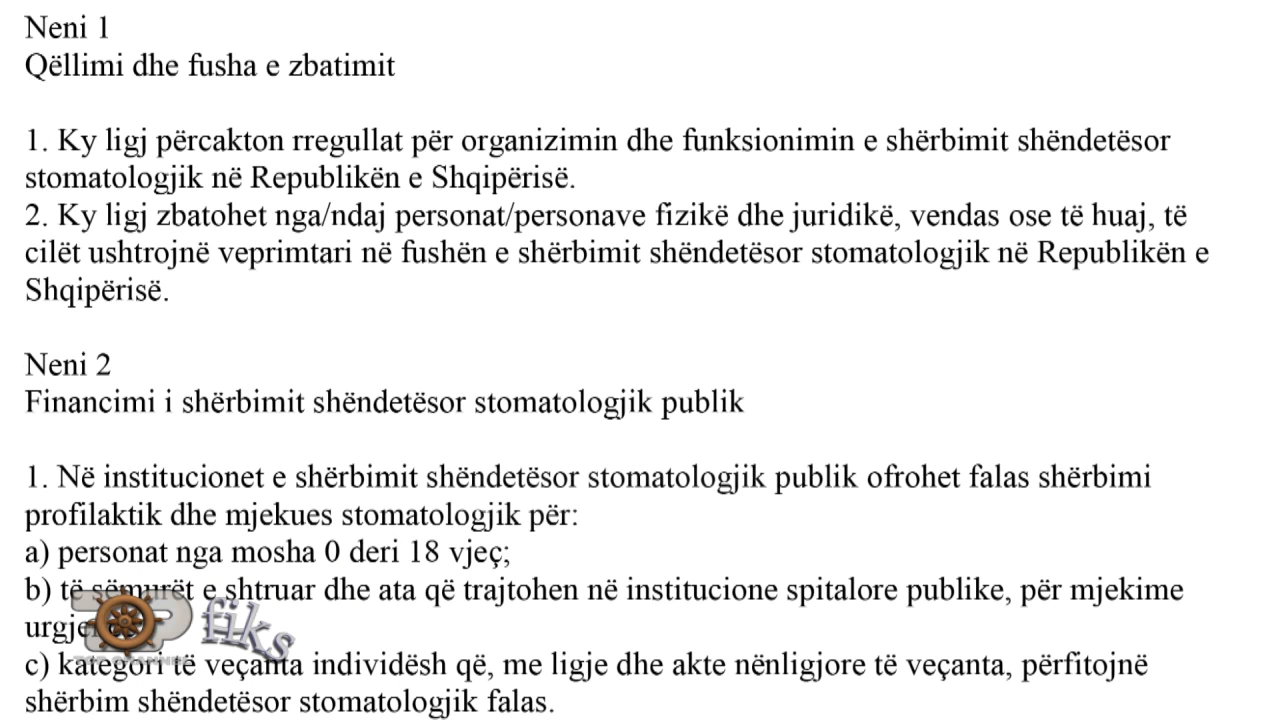 Neni 1
Qëllimi dhe fusha e zbatimit
1. Ky ligj përcakton rregullat për organizimin dhe funksionimin e shërbimit shëndetësor
stomatologjik në Republikën e Shqipërisë.
2. Ky ligj zbatohet nga/ndaj personat/personave fizikë dhe juridikë, vendas ose të huaj, të
cilët ushtrojnë veprimtari në fushën e shërbimit shëndetësor stomatologjik në Republikën e
Shqipërisë.
Neni 2
Financimi i shërbimit shëndetësor stomatologjik publik
1. Në institucionet e shërbimit shëndetësor stomatologjik publik ofrohet falas shërbimi
profilaktik dhe mjekues stomatologjik për:
a) personat nga mosha 0 deri 18 vjeç;
b) të sëmurët e shtruar dhe ata që trajtohen në institucione spitalore publike, për mjekime
fiks
c) kategori të veçanta individësh që, me ligje dhe akte nënligjore të veçanta, përfitojnë
shërbim shëndetësor stomatologjik falas.